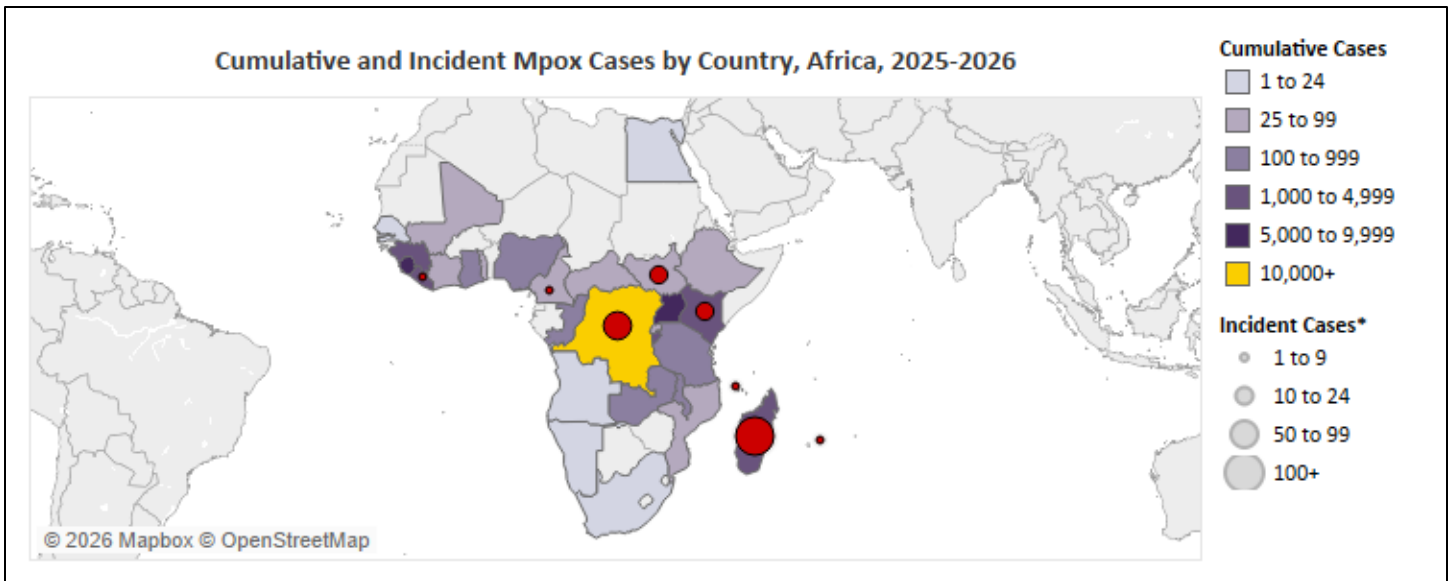 Cumulative and Incident Mpox Cases by Country, Africa, 2025-2026
Cumulative Cases
1 to 24
25 to 99
100 to 999
1,000 to 4,999
5,000 to 9,999
10,000+
Incident Cases*
1 to 9
10 to 24
50 to 99
100+
© 2026 Mapbox © OpenStreetMap